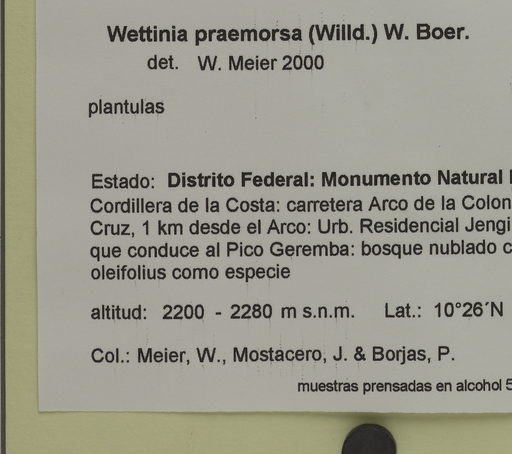 Wettinia praemorsa (Willd.) W. Boer.
det. W. Meier 2000
plantulas
Estado: Distrito Federal: Monumento Natural
Cordillera de la Costa: carretera Arco de la Colon
Cruz, 1 km desde el Arco: Urb. Residencial Jengi
que conduce al Pico Geremba: bosque nublado c
oleifolius como especie
altitud: 2200 - 2280 m s.n.m. Lat.: 10°26´N
Col.: Meier, W., Mostacero, J. & Borjas, P.
muestras prensadas en alcohol 5